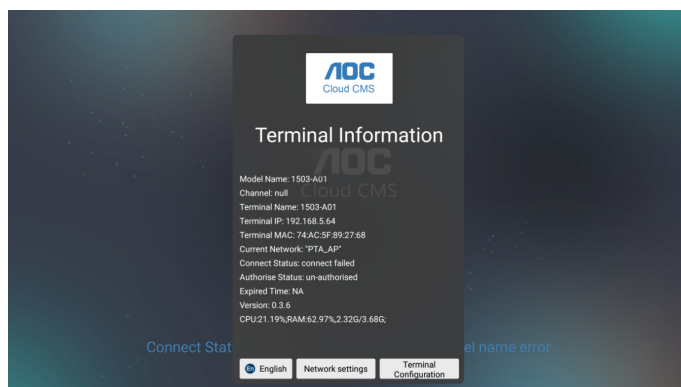 AOC
Cloud CMS
Terminal Information
AOC
Cloud CMS
Model Name: 1503-A01
Channel: null
Terminal Name: 1503-A01
Terminal IP: 192.168.5.64
Terminal MAC: 74:AC:5F:89:27:68
Current Network: "PTA_AP"
Connect Status: connect failed
Authorise Status: un-authorised
Expired Time: NA
Version: 0.3.6
CPU:21.19%;RAM:62.97%,2.32G/3.68G;
Connect Stat el name error
En English
Network settings
Terminal
Configuration